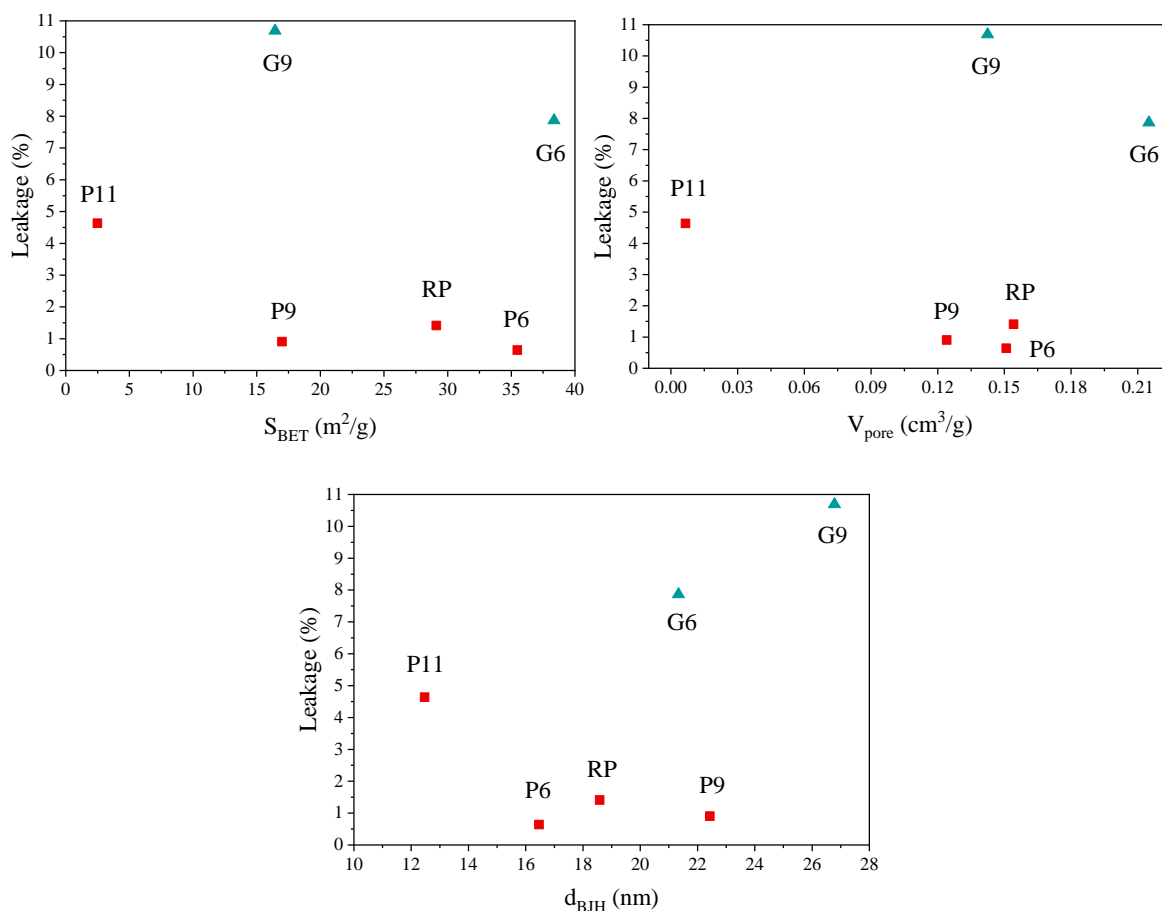 11
10
9
8
7
6
5
4
3
2
1
0
Leakage (%)
G9
G6
P11
RP
P9
P6
0 5 10 15 20 25 30 35 40
S_BET (m²/g)
11
10
9
8
7
6
5
4
3
2
1
0
Leakage (%)
G9
G6
P11
RP
P9
P6
0.00 0.03 0.06 0.09 0.12 0.15 0.18 0.21
V_pore (cm³/g)
11
10
9
8
7
6
5
4
3
2
1
0
Leakage (%)
G9
G6
P11
RP
P6
P9
10 12 14 16 18 20 22 24 26 28
d_BJH (nm)